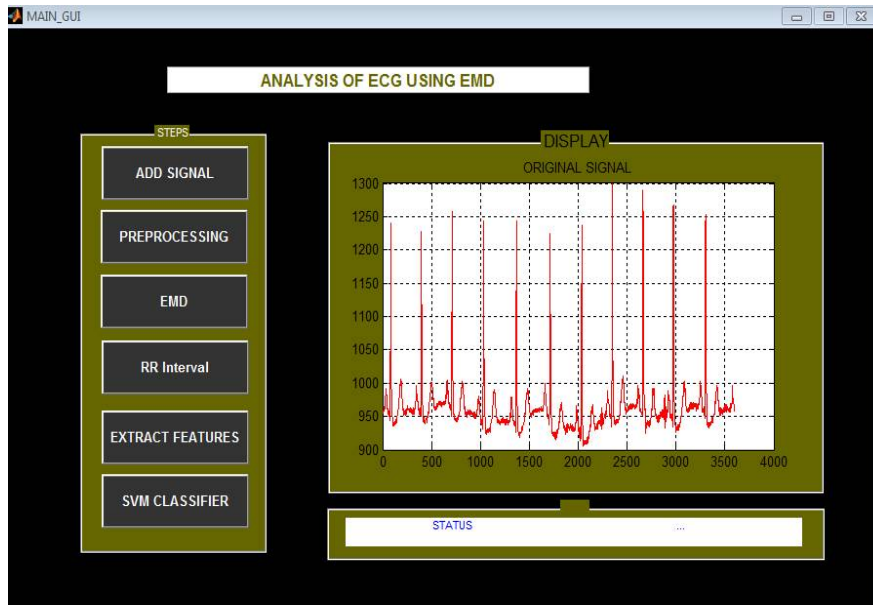 MAIN_GUI
ANALYSIS OF ECG USING EMD
STEPS
ADD SIGNAL
PREPROCESSING
EMD
RR Interval
EXTRACT FEATURES
SVM CLASSIFIER
DISPLAY
ORIGINAL SIGNAL
1300
1250
1200
1150
1100
1050
1000
950
900
0 500 1000 1500 2000 2500 3000 3500 4000
STATUS ...